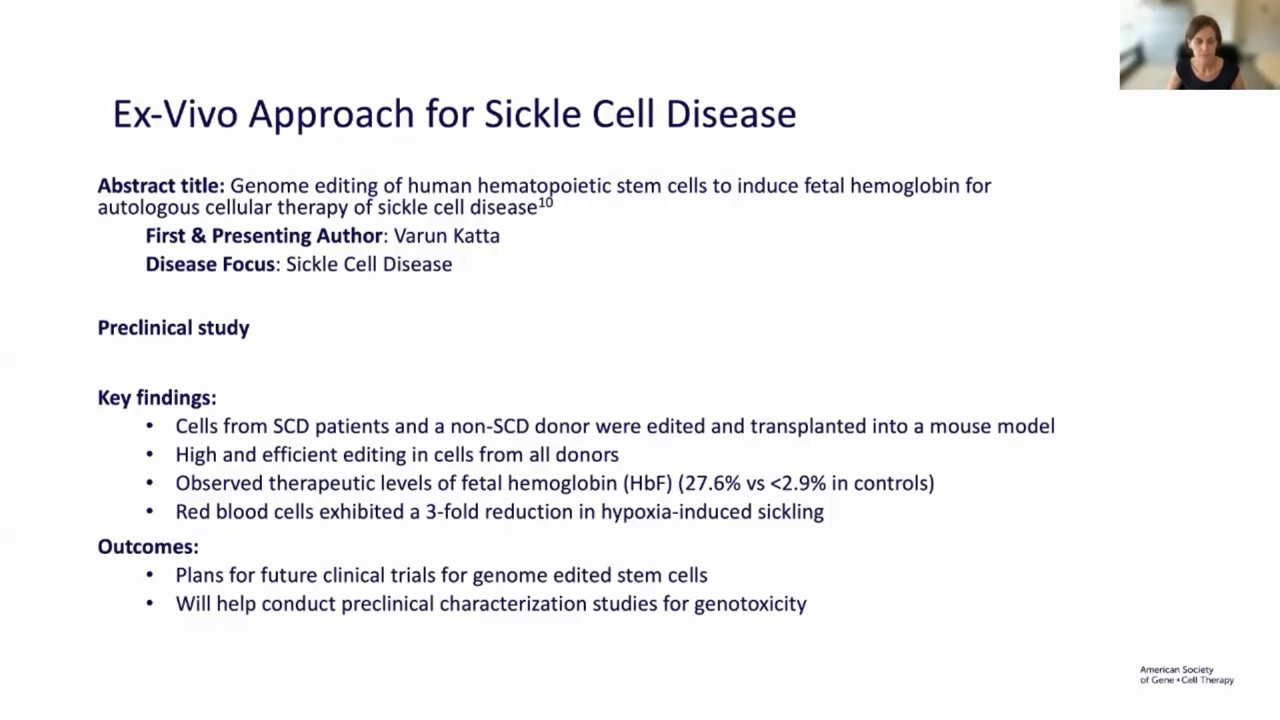 Ex-Vivo Approach for Sickle Cell Disease
Abstract title: Genome editing of human hematopoietic stem cells to induce fetal hemoglobin for
autologous cellular therapy of sickle cell disease10
First & Presenting Author: Varun Katta
Disease Focus: Sickle Cell Disease
Preclinical study
Key findings:
• Cells from SCD patients and a non-SCD donor were edited and transplanted into a mouse model
• High and efficient editing in cells from all donors
• Observed therapeutic levels of fetal hemoglobin (HbF) (27.6% vs <2.9% in controls)
• Red blood cells exhibited a 3-fold reduction in hypoxia-induced sickling
Outcomes:
• Plans for future clinical trials for genome edited stem cells
• Will help conduct preclinical characterization studies for genotoxicity
American Society
of Gene + Cell Therapy